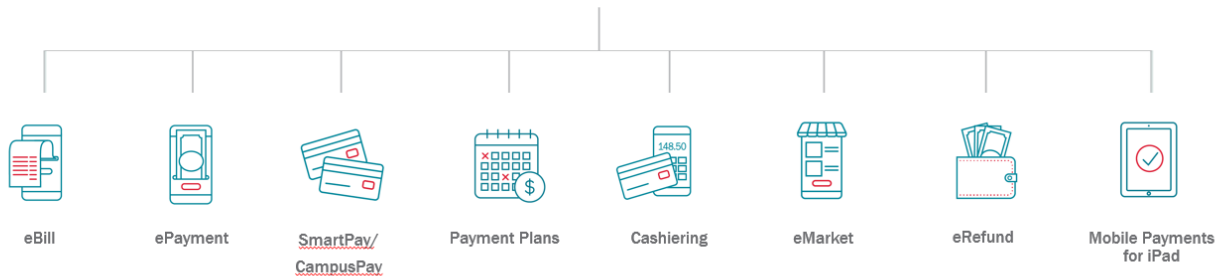 148.50
$
eBill
ePayment
SmartPay/
CampusPay
Payment Plans
Cashiering
eMarket
eRefund
Mobile Payments
for iPad